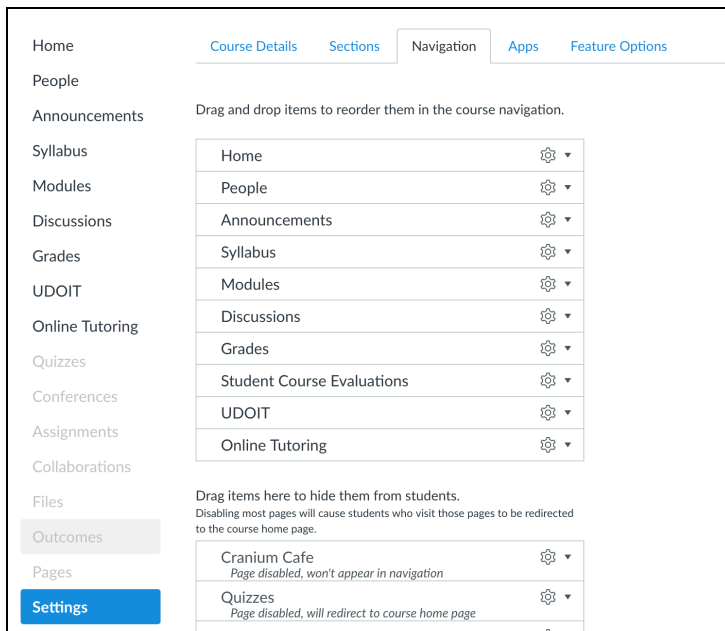 Home
People
Announcements
Syllabus
Modules
Discussions
Grades
UDOIT
Online Tutoring
Quizzes
Conferences
Assignments
Collaborations
Files
Outcomes
Pages
Settings
Course Details Sections Navigation Apps Feature Options
Drag and drop items to reorder them in the course navigation.
Home
People
Announcements
Syllabus
Modules
Discussions
Grades
Student Course Evaluations
UDOIT
Online Tutoring
Drag items here to hide them from students.
Disabling most pages will cause students who visit those pages to be redirected
to the course home page.
Cranium Cafe
Page disabled, won't appear in navigation
Quizzes
Page disabled, will redirect to course home page